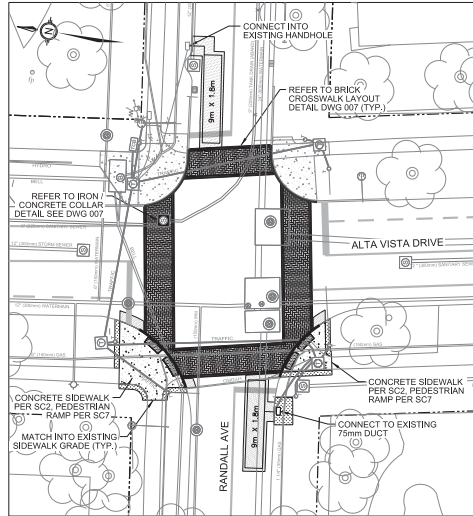 CONNECT INTO
EXISTING HANDHOLE
N
9m X 1.8m
REFER TO BRICK
CROSSWALK LAYOUT
DETAIL DWG 007 (TYP.)
HYDRO
BELL
TRAFFIC
REFER TO IRON /
CONCRETE COLLAR
DETAIL SEE DWG 007
ALTA VISTA DRIVE
TRAFFIC
CONCRETE SIDEWALK
PER SC2, PEDESTRIAN
RAMP PER SC7
MATCH INTO EXISTING
SIDEWALK GRADE (TYP.)
RANDALL AVE
9m X 1.8m
CONCRETE SIDEWALK
PER SC2, PEDESTRIAN
RAMP PER SC7
CONNECT TO EXISTING
75mm DUCT